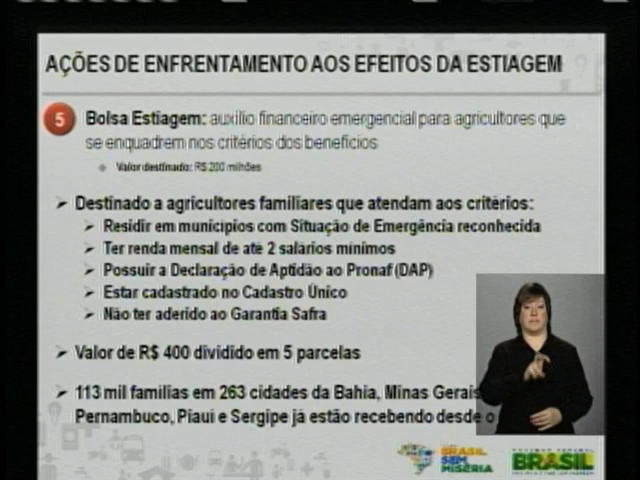 AÇÕES DE ENFRENTAMENTO AOS EFEITOS DA ESTIAGEM
5 Bolsa Estiagem: auxílio financeiro emergencial para agricultores que
se enquadrem nos critérios dos benefícios
Valor destinado: R$ 200 milhões
Destinado a agricultores familiares que atendam aos critérios:
Residir em municípios com Situação de Emergência reconhecida
Ter renda mensal de até 2 salários mínimos
Possuir a Declaração de Aptidão ao Pronaf (DAP)
Estar cadastrado no Cadastro Único
Não ter aderido ao Garantia Safra
Valor de R$ 400 dividido em 5 parcelas
113 mil famílias em 263 cidades da Bahia, Minas Gerais
Pernambuco, Piauí e Sergipe já estão recebendo desde o
BRASIL
SEM
MISÉRIA
BRASIL